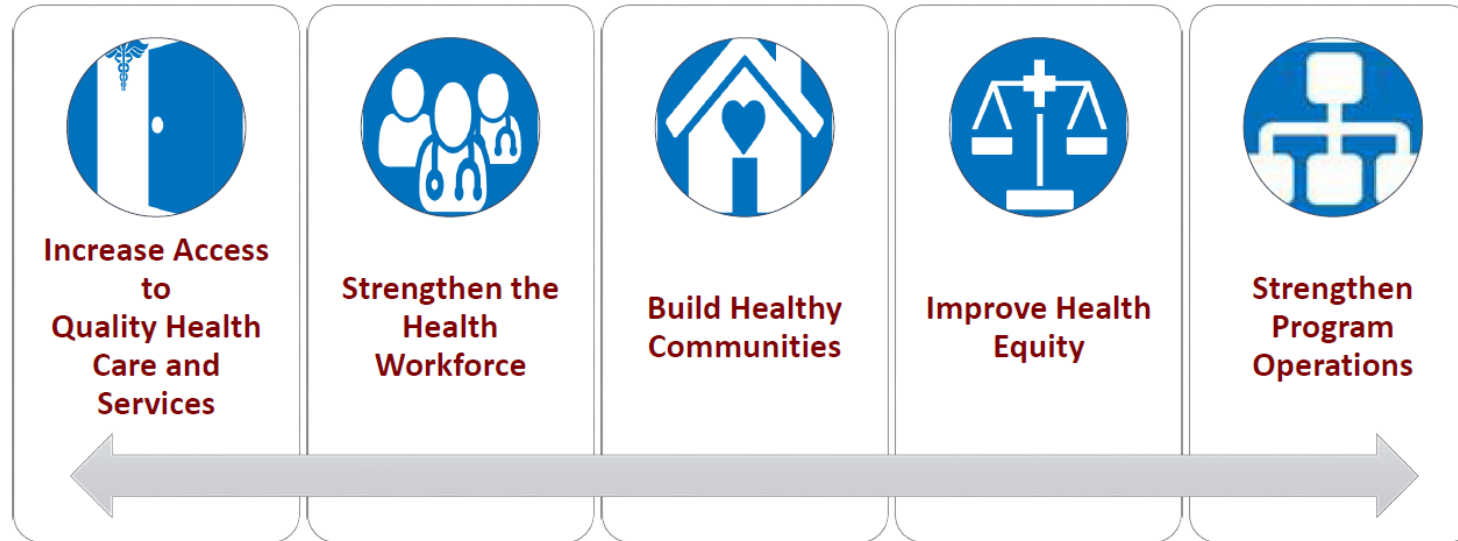 Increase Access
to
Quality Health
Care and
Services
Strengthen the
Health
Workforce
Build Healthy
Communities
Improve Health
Equity
Strengthen
Program
Operations